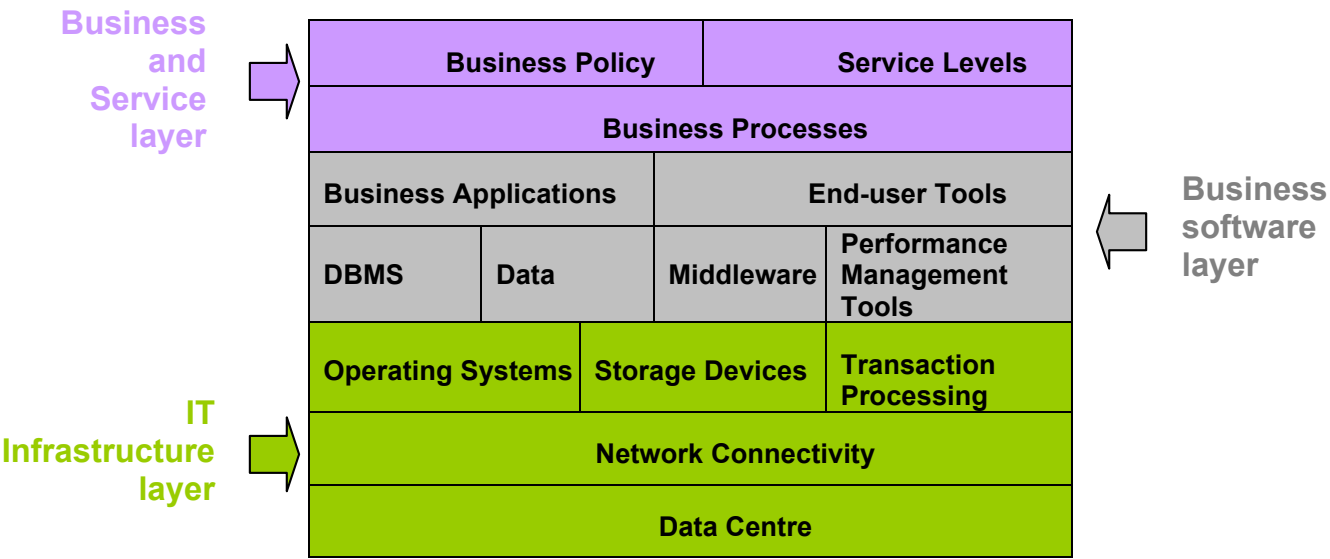 Business
and
Service
layer
Business Policy
Service Levels
Business Processes
Business Applications
End-user Tools
Business
software
layer
DBMS
Data
Middleware
Performance
Management
Tools
Operating Systems
Storage Devices
Transaction
Processing
IT
Infrastructure
layer
Network Connectivity
Data Centre